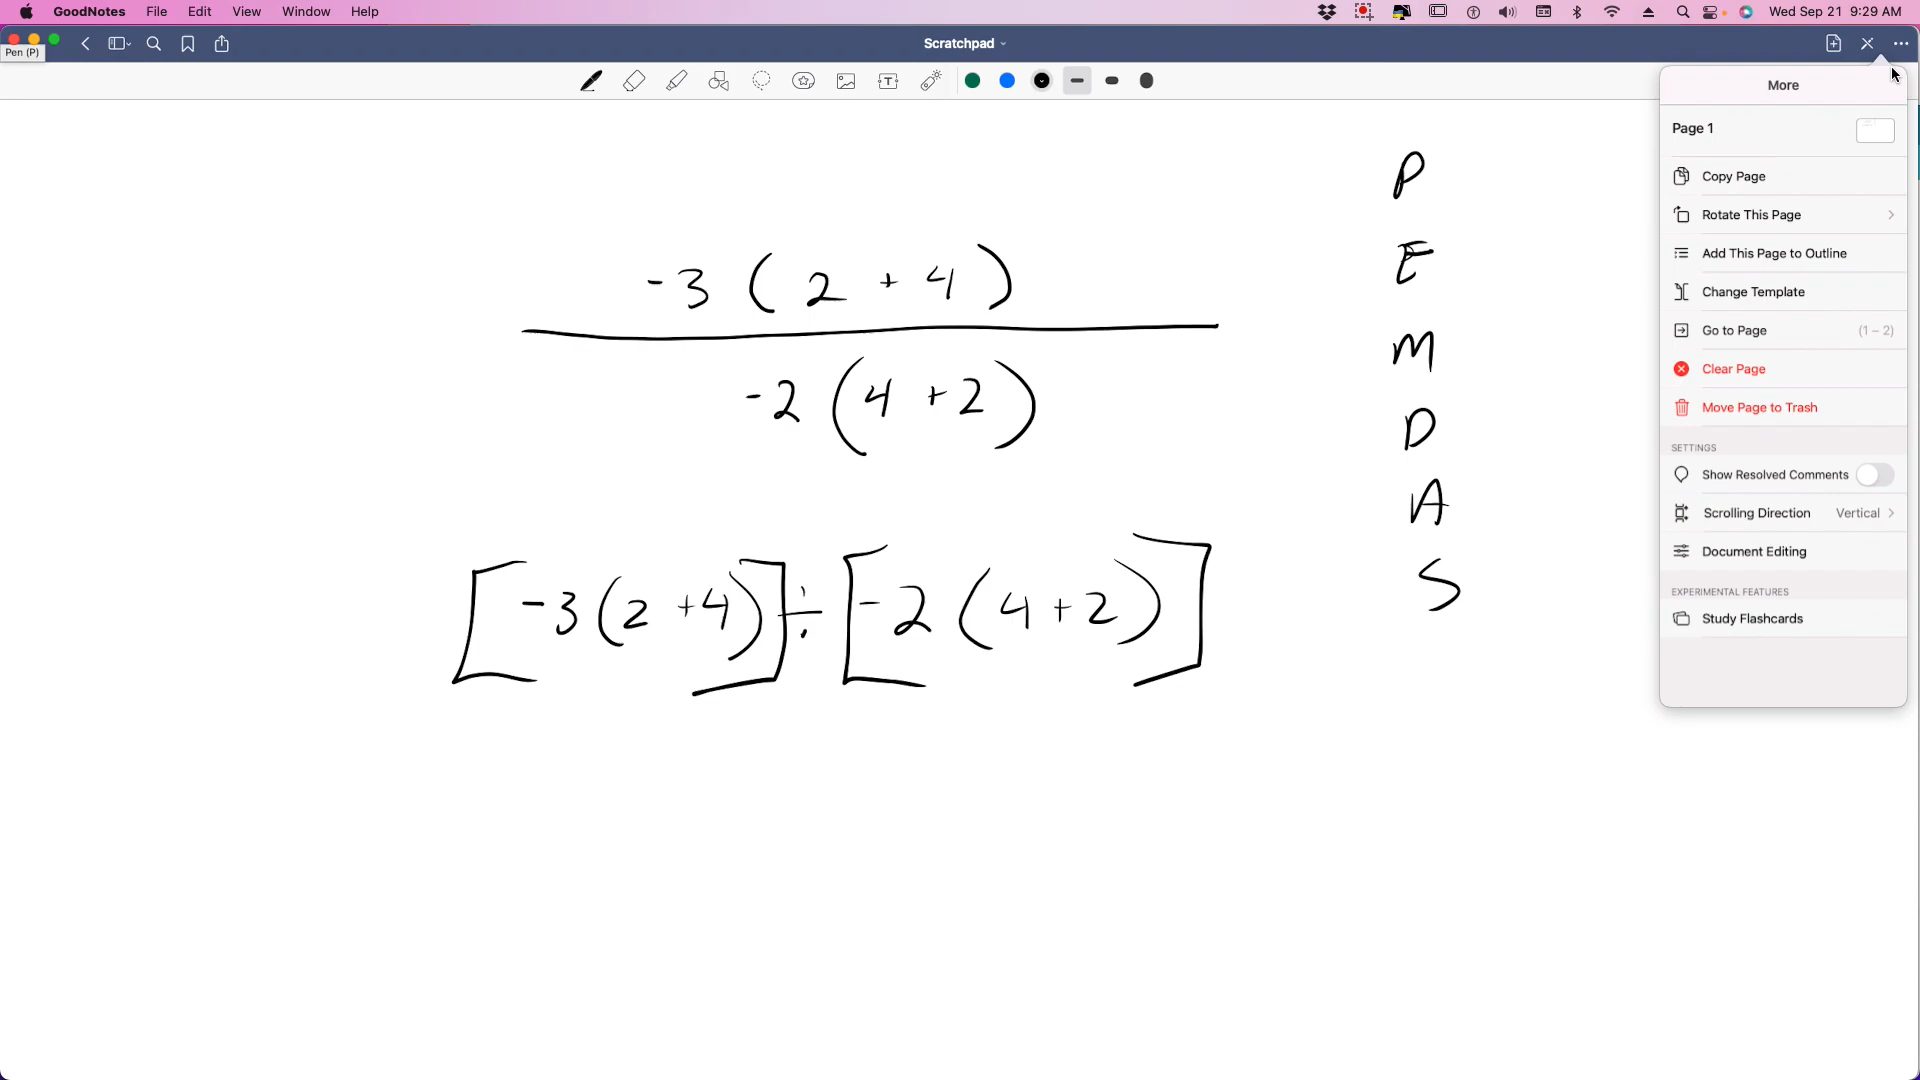 GoodNotes File Edit View Window Help Wed Sep 21 9:29 AM
Pen (P)
Scratchpad
More
Page 1
Copy Page
Rotate This Page
Add This Page to Outline
Change Template
Go to Page (1 – 2)
Clear Page
Move Page to Trash
SETTINGS
Show Resolved Comments
Scrolling Direction Vertical
Document Editing
EXPERIMENTAL FEATURES
Study Flashcards
-3 ( 2 + 4 )
-2 ( 4 + 2 )
[ -3 ( 2 + 4 ) ] ÷ [ -2 ( 4 + 2 ) ]
P
E
M
D
A
S